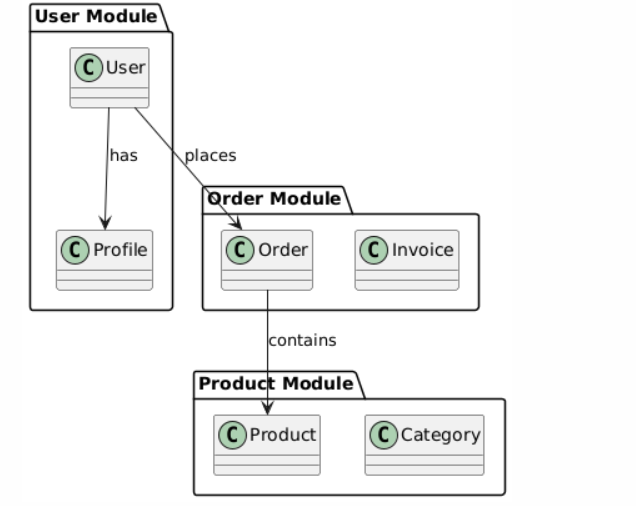 User Module
C User
has
places
Order Module
C Profile
C Order
C Invoice
contains
Product Module
C Product
C Category